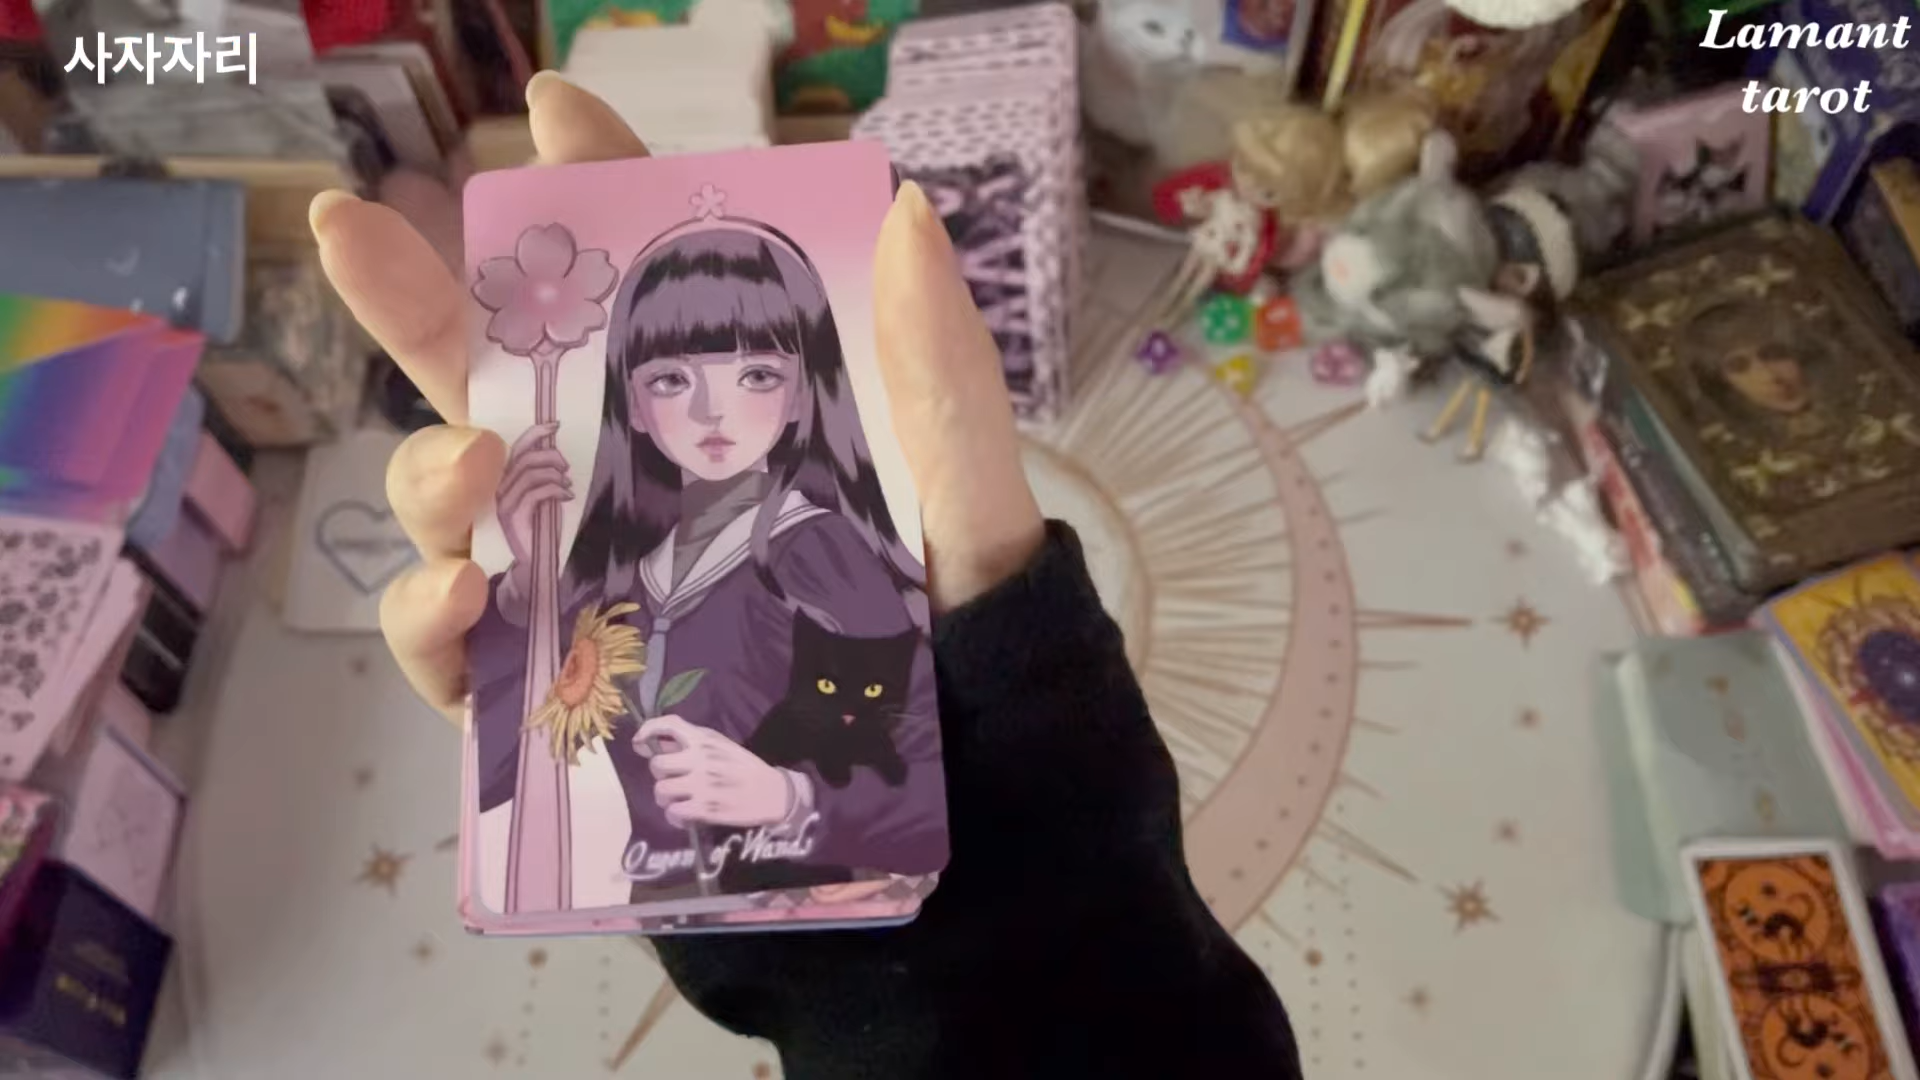 사자자리
Lamant
tarot
Queen of Wands